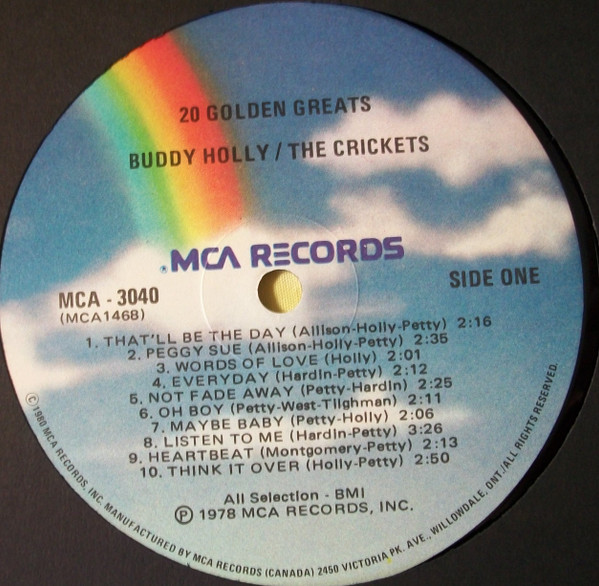 20 GOLDEN GREATS
BUDDY HOLLY / THE CRICKETS
®MCA RECORDS
MCA - 3040
(MCA1468)
SIDE ONE
1. THAT'LL BE THE DAY (Allison-Holly-Petty) 2:16
2. PEGGY SUE (Allison-Holly-Petty) 2:35
3. WORDS OF LOVE (Holly) 2:01
4. EVERYDAY (Hardin-Petty) 2:12
5. NOT FADE AWAY (Petty-Hardin) 2:25
6. OH BOY (Petty-West-Tilghman) 2:11
7. MAYBE BABY (Petty-Holly) 2:06
8. LISTEN TO ME (Hardin-Petty) 3:26
9. HEARTBEAT (Montgomery-Petty) 2:13
10. THINK IT OVER (Holly-Petty) 2:50
All Selection - BMI
Ⓟ 1978 MCA RECORDS, INC.
© 1980 MCA RECORDS, INC. MANUFACTURED BY MCA RECORDS (CANADA) 2450 VICTORIA PK. AVE., WILLOWDALE, ONT./ALL RIGHTS RESERVED.